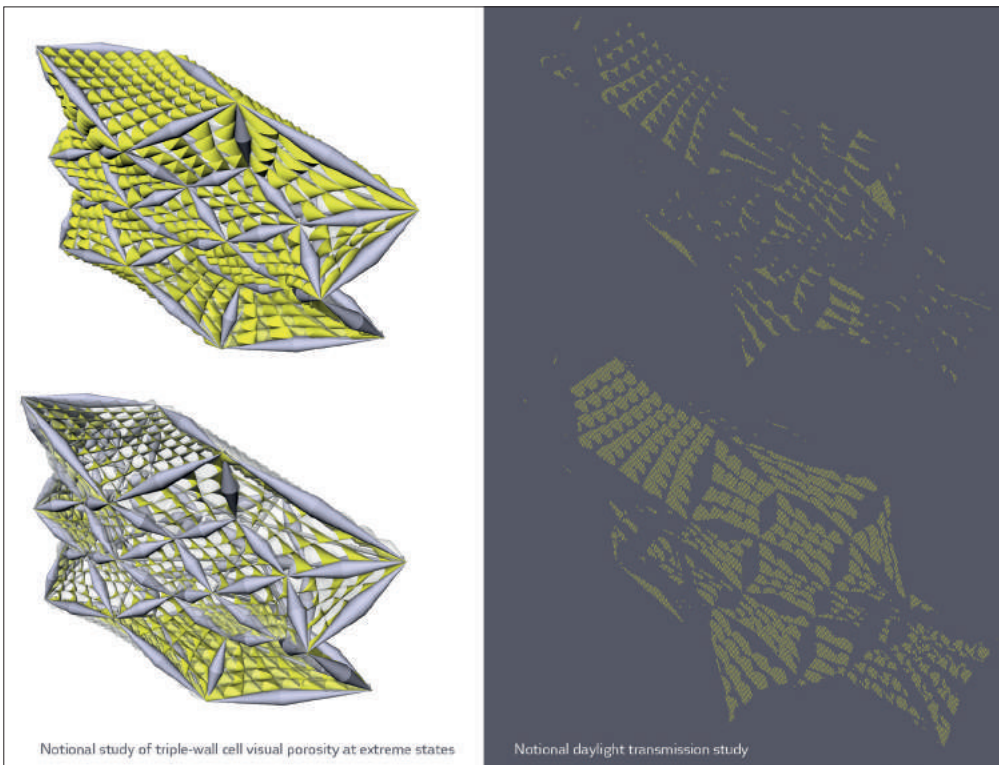 Notional study of triple-wall cell visual porosity at extreme states
Notional daylight transmission study